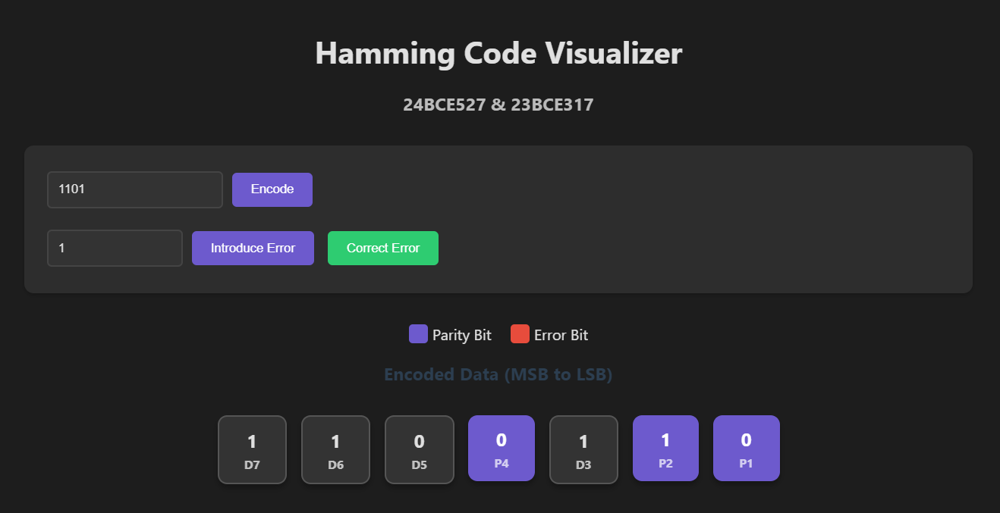 Hamming Code Visualizer
24BCE527 & 23BCE317
1101 Encode
1 Introduce Error Correct Error
Parity Bit Error Bit
Encoded Data (MSB to LSB)
1 1 0 0 1 1 0
D7 D6 D5 P4 D3 P2 P1